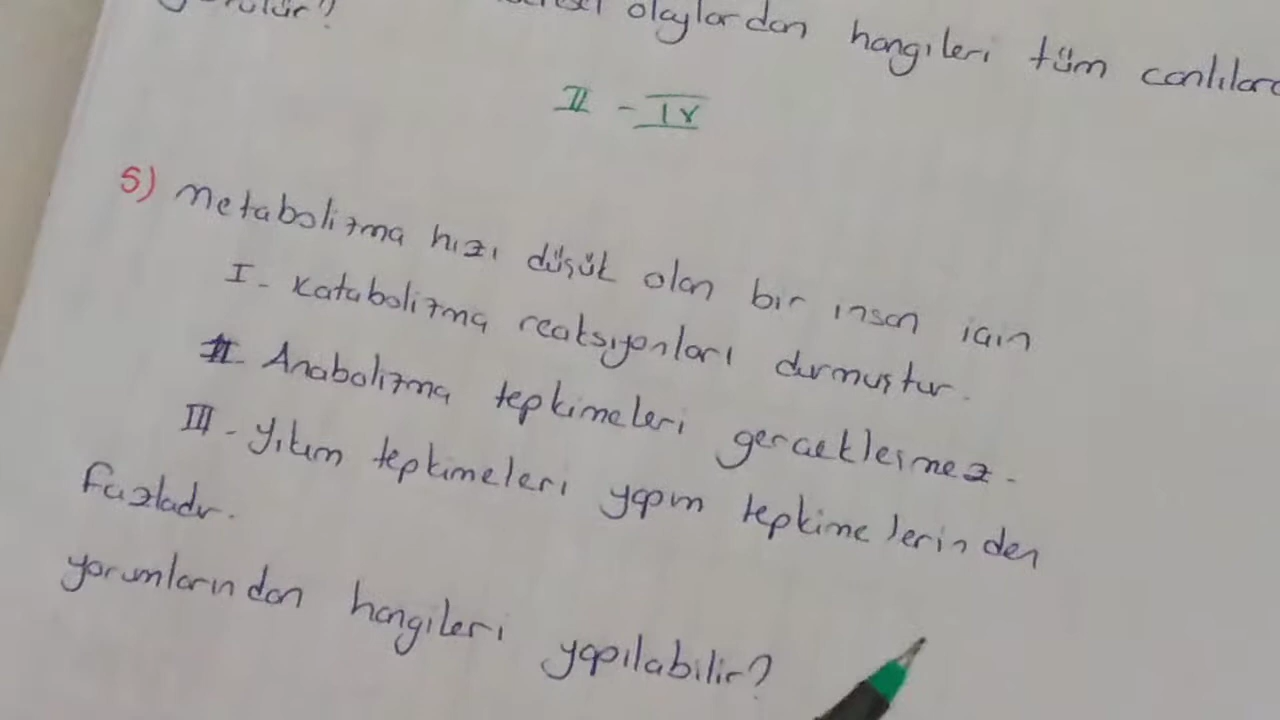 olaylardan hangileri tüm
II - IV
5) Metabolizma hızı düşük olan bir insan için
I - Katabolizma reaksiyonları durmuştur.
II Anabolizma tepkimeleri gerçekleşmez.
III - Yıkım tepkimeleri yapım tepkimelerinden
fazladır.
yorumlarından hangileri yapılabilir?